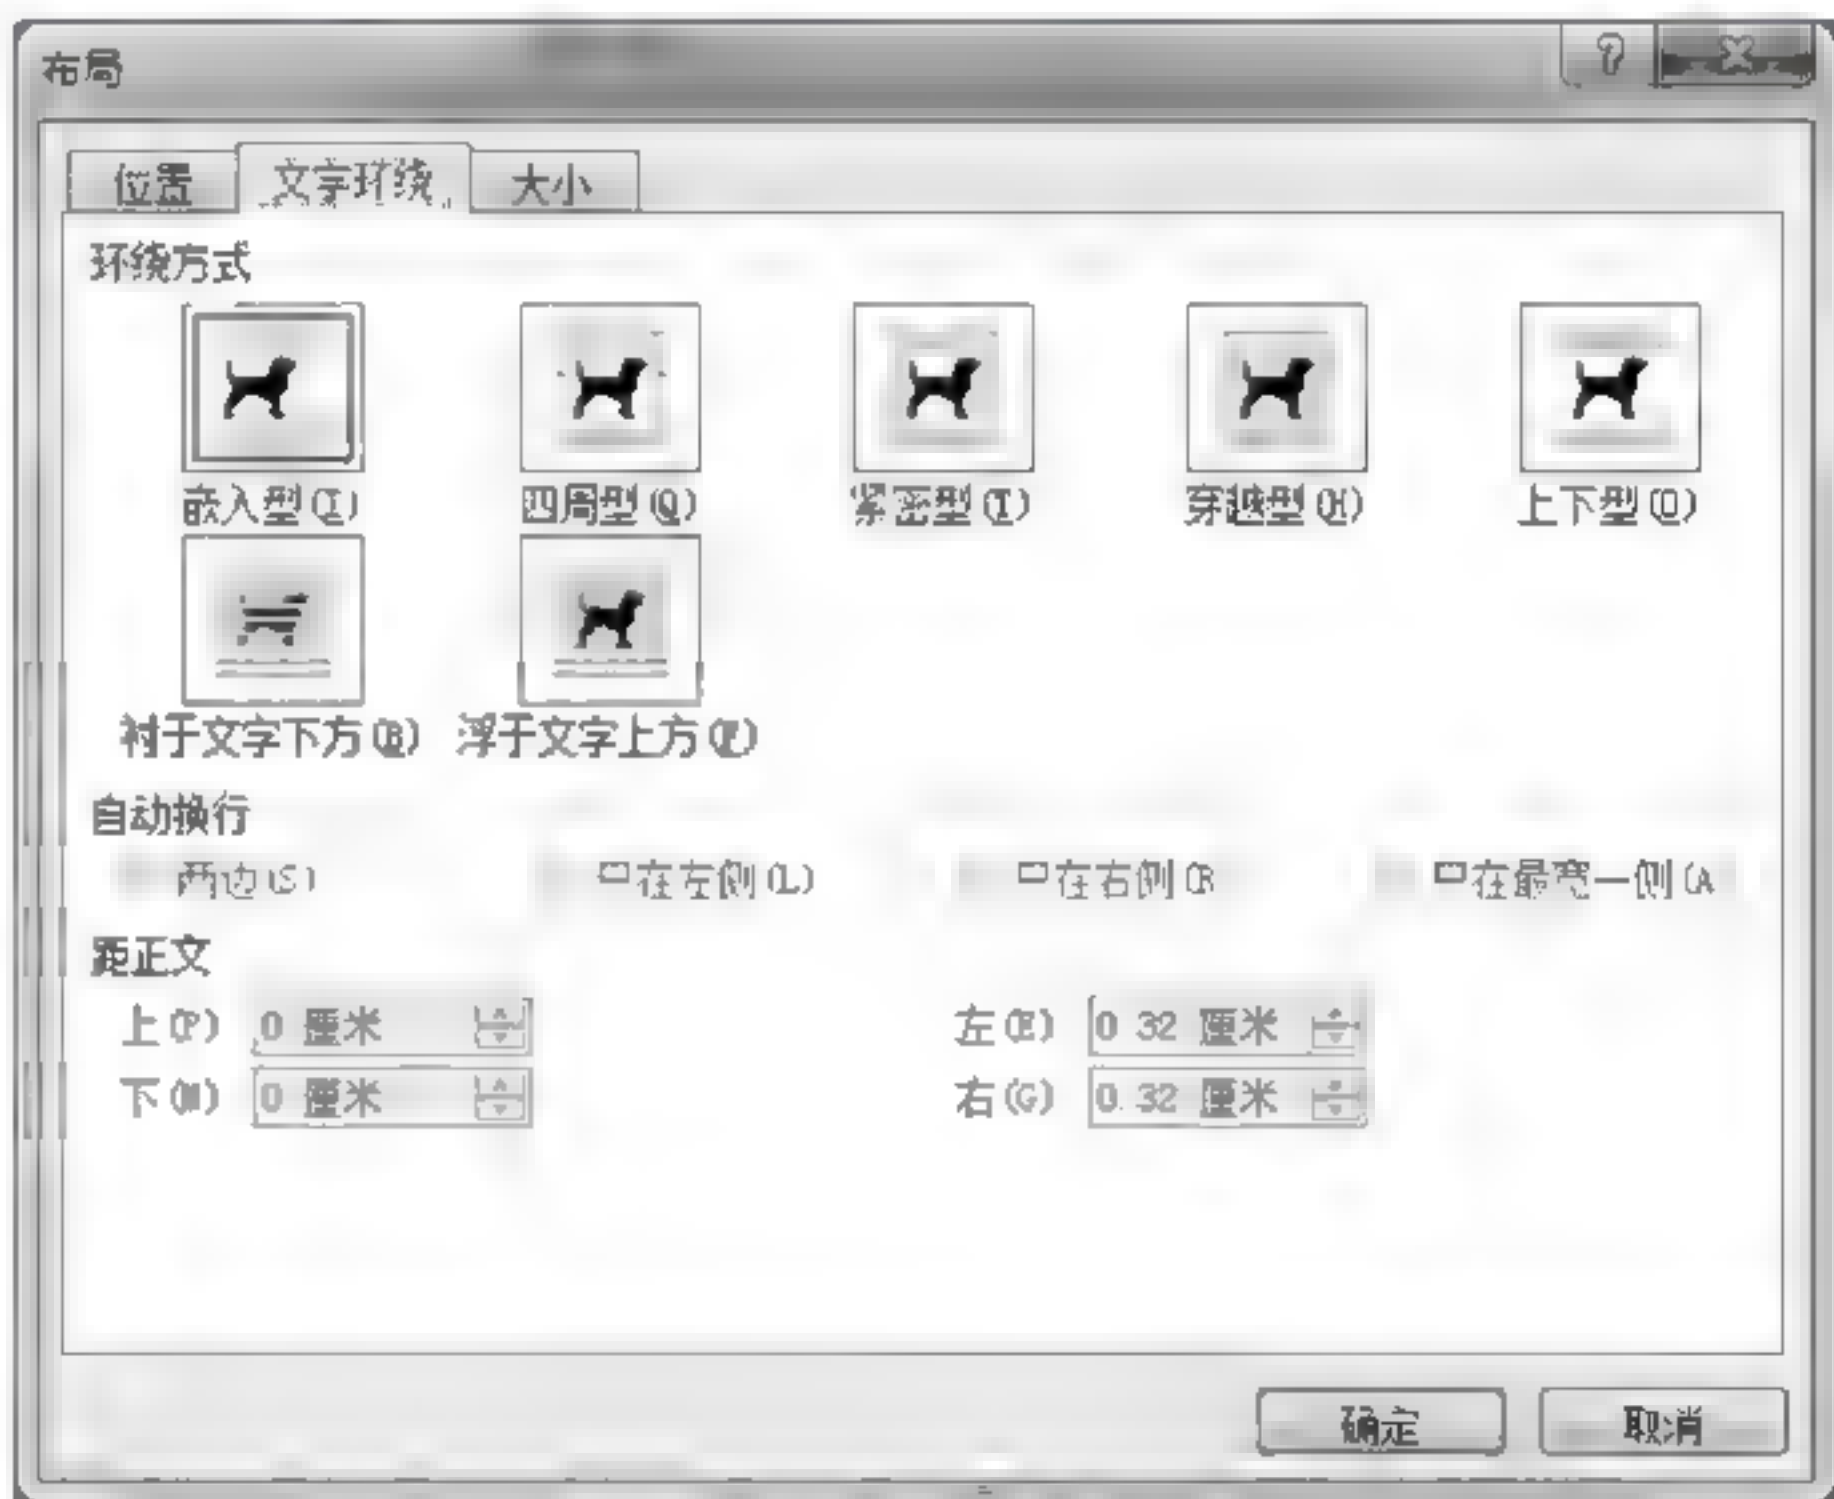 布局
位置 文字环绕 大小
环绕方式
嵌入型(I) 四周型(Q) 紧密型(T) 穿越型(H) 上下型(O)
衬于文字下方(B) 浮于文字上方(F)
自动换行
两边(S) 只在左侧(L) 只在右侧(R 只在最宽一侧(A
距正文
上(P) 0 厘米 左(E) 0 32 厘米
下(M) 0 厘米 右(G) 0.32 厘米
确定 取消